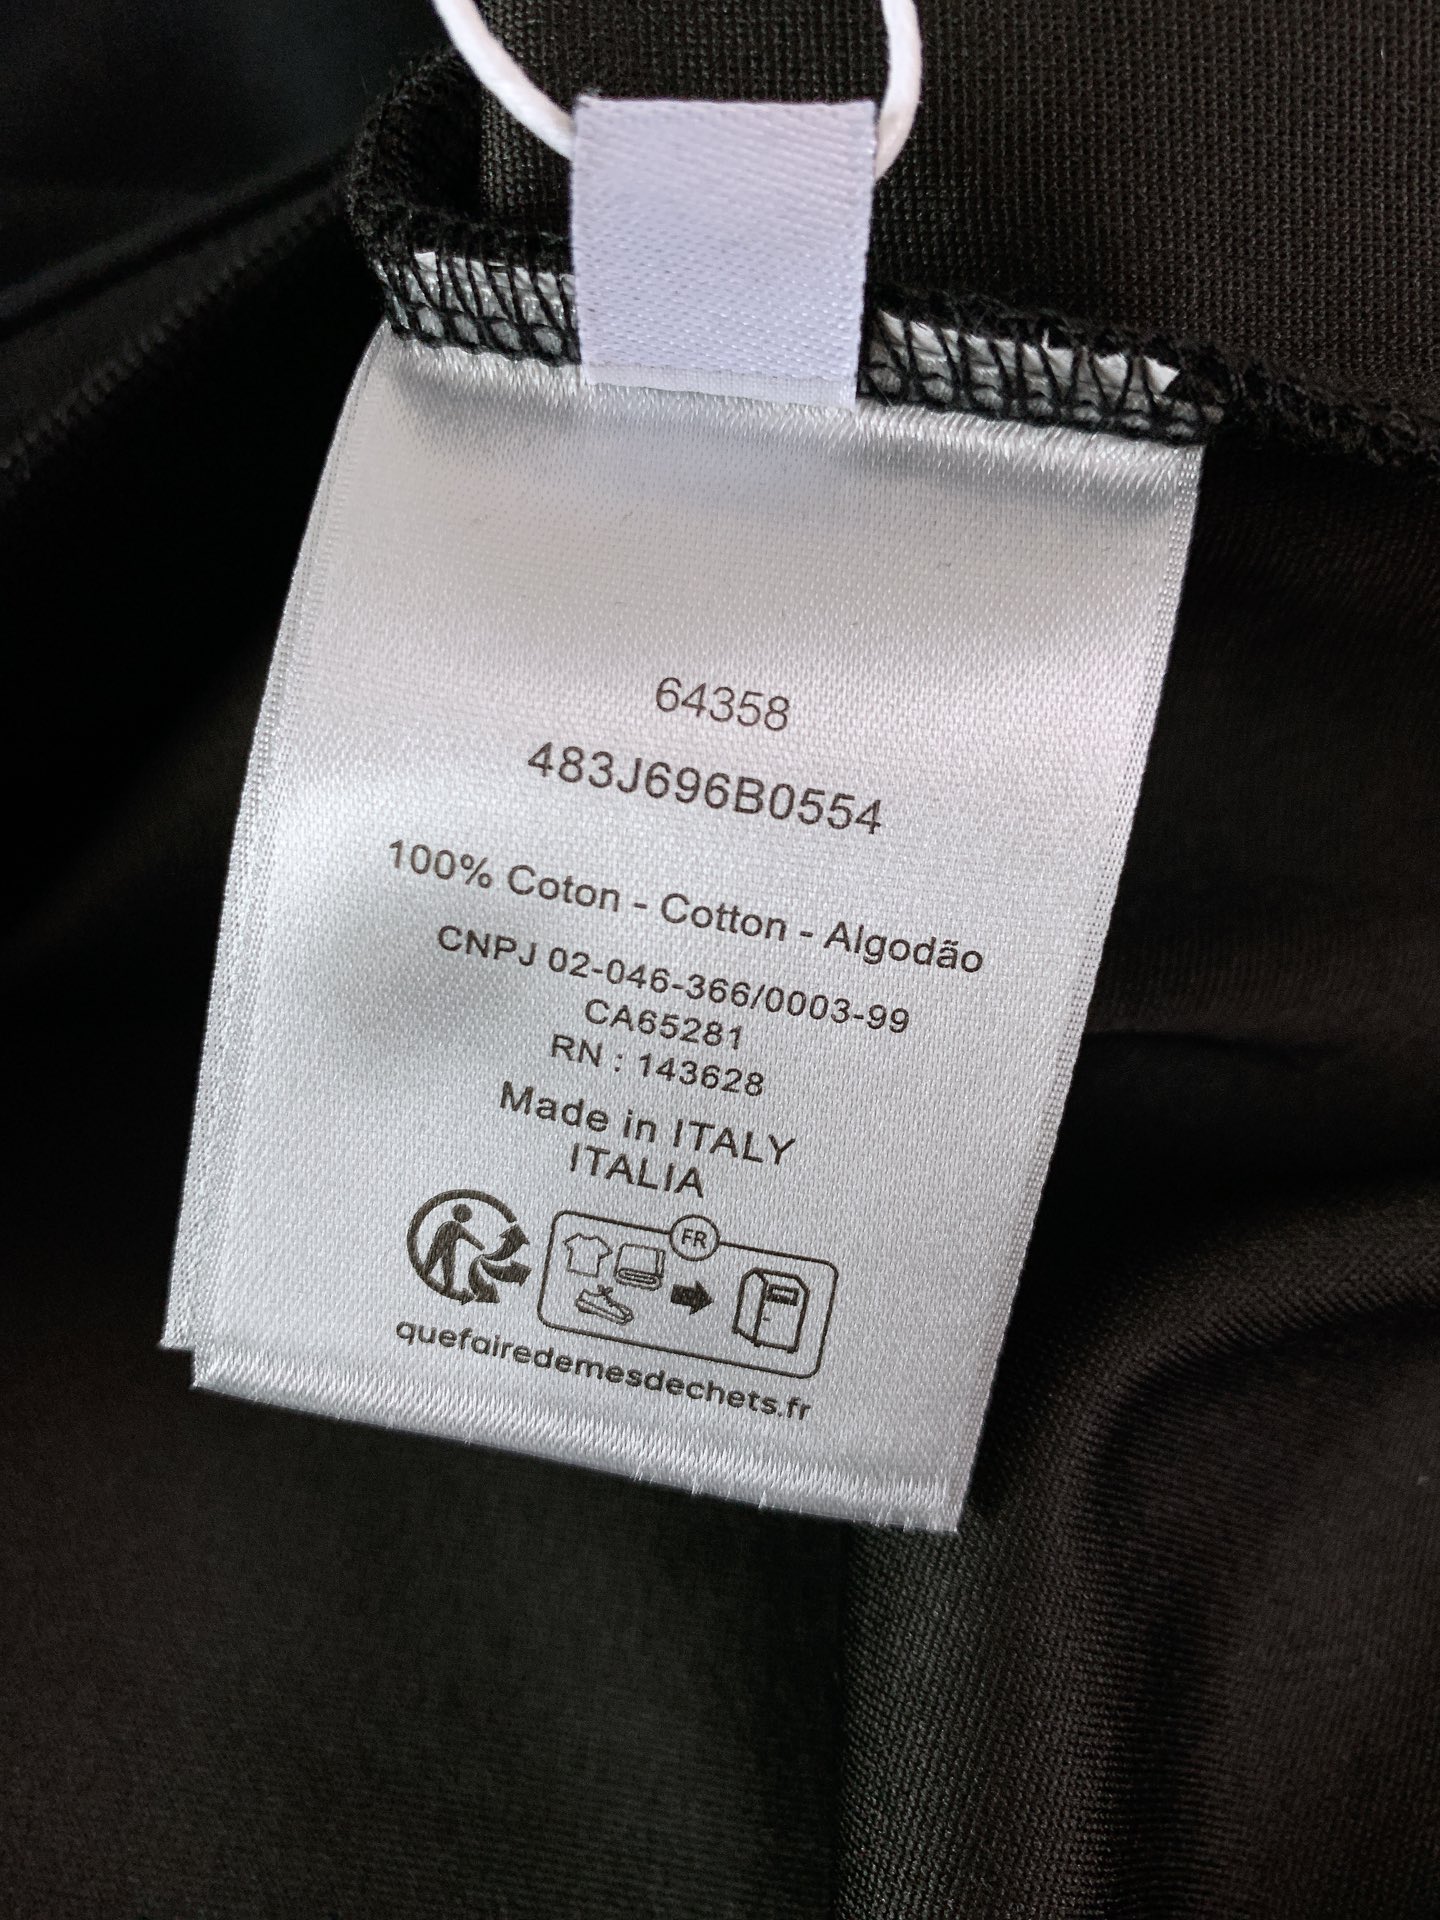 64358
483J696B0554
100% Coton - Cotton - Algodão
CNPJ 02-046-366/0003-99
CA65281
RN : 143628
Made in ITALY
ITALIA
FR
quefairedemesdechets.fr